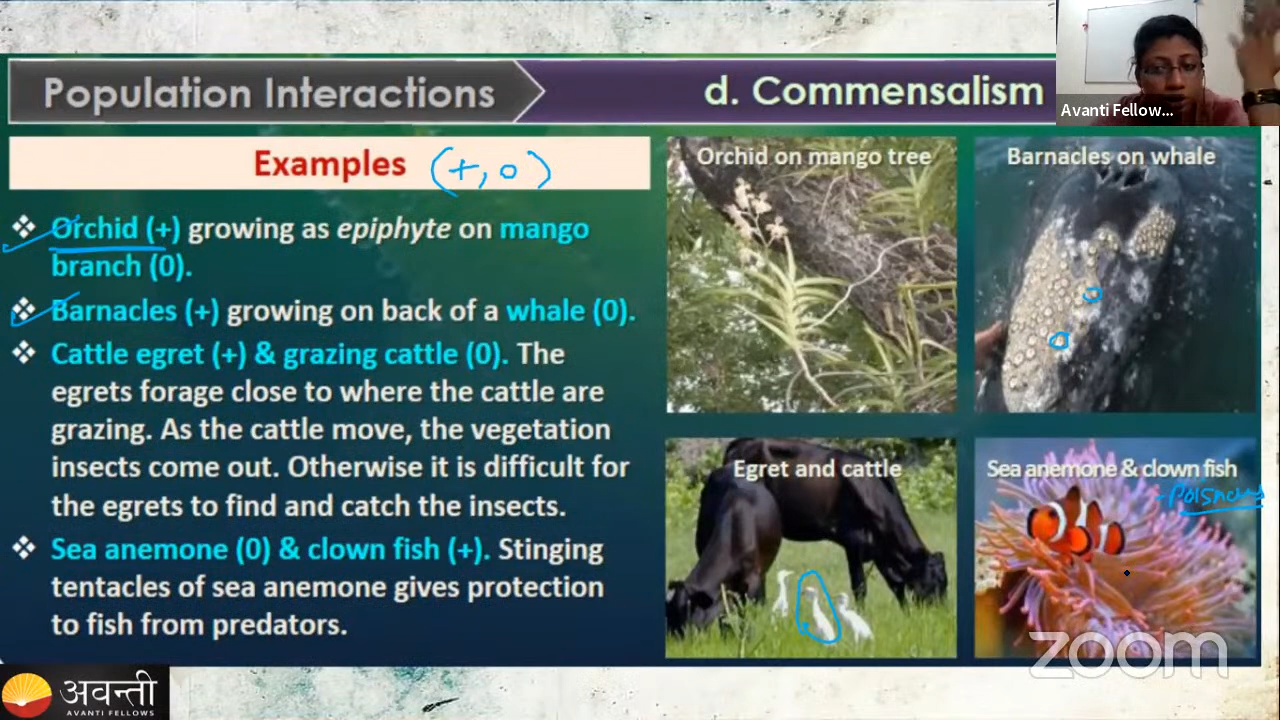 Population Interactions
d. Commensalism
Avanti Fellow...
Examples (+, 0)
❖ Orchid (+) growing as epiphyte on mango
branch (0).
❖ Barnacles (+) growing on back of a whale (0).
❖ Cattle egret (+) & grazing cattle (0). The
egrets forage close to where the cattle are
grazing. As the cattle move, the vegetation
insects come out. Otherwise it is difficult for
the egrets to find and catch the insects.
❖ Sea anemone (0) & clown fish (+). Stinging
tentacles of sea anemone gives protection
to fish from predators.
Orchid on mango tree
Barnacles on whale
Egret and cattle
Sea anemone & clown fish
zoom
अवन्ती
AVANTI FELLOWS